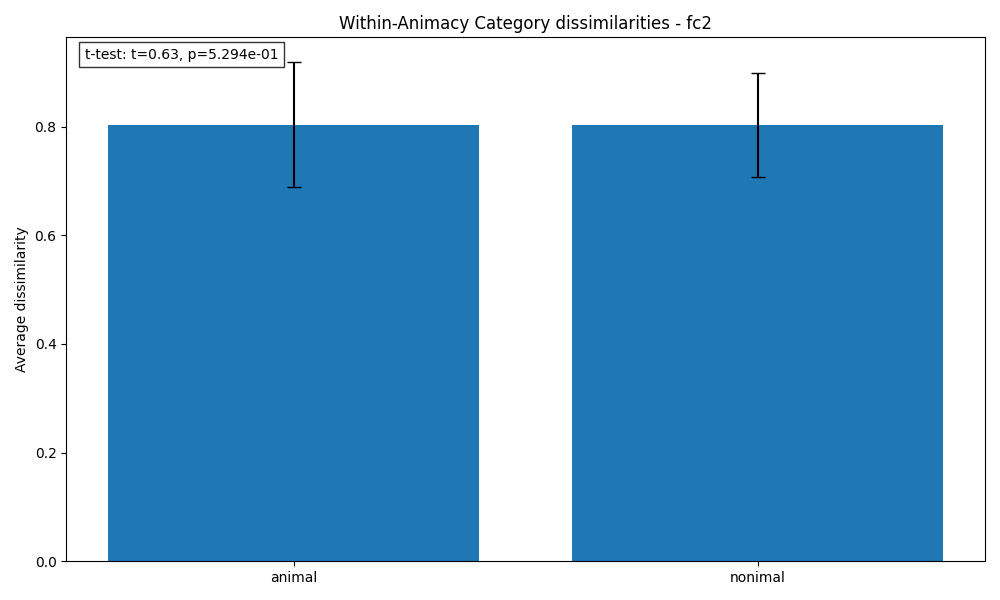 Within-Animacy Category dissimilarities - fc2
t-test: t=0.63, p=5.294e-01
Average dissimilarity
0.8
0.6
0.4
0.2
0.0
animal
nonimal